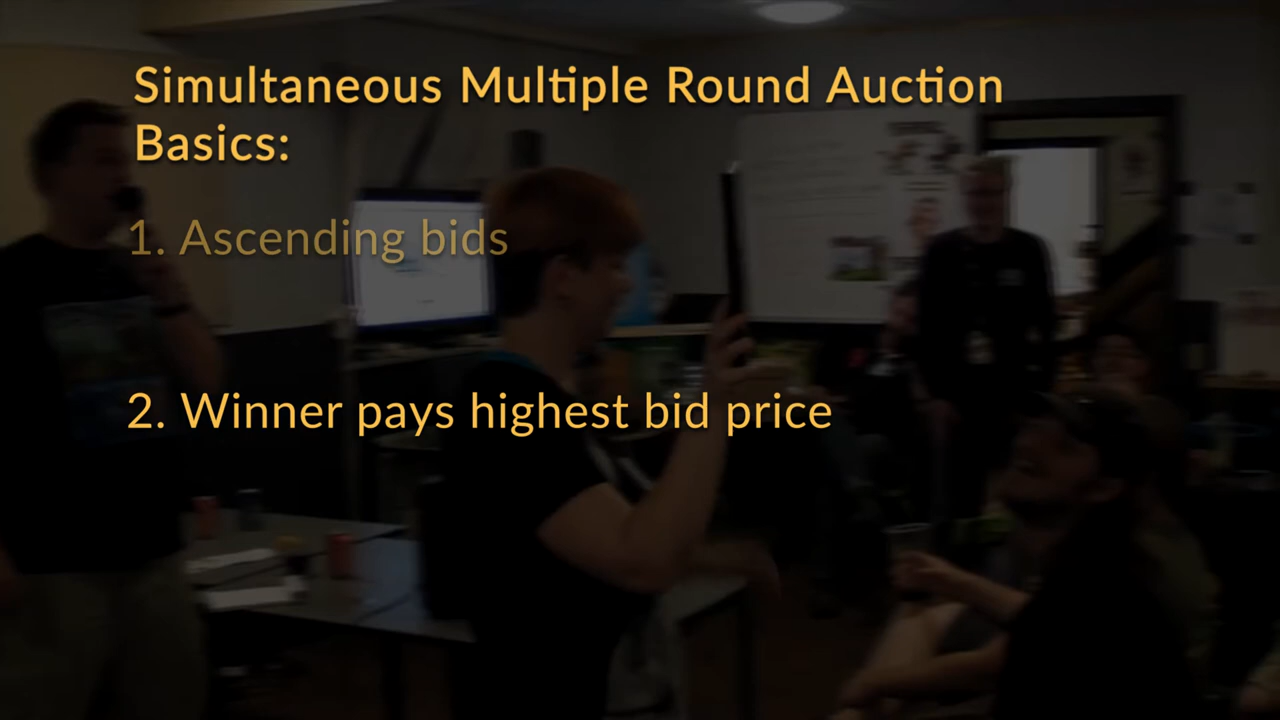 Simultaneous Multiple Round Auction
Basics:
1. Ascending bids
2. Winner pays highest bid price